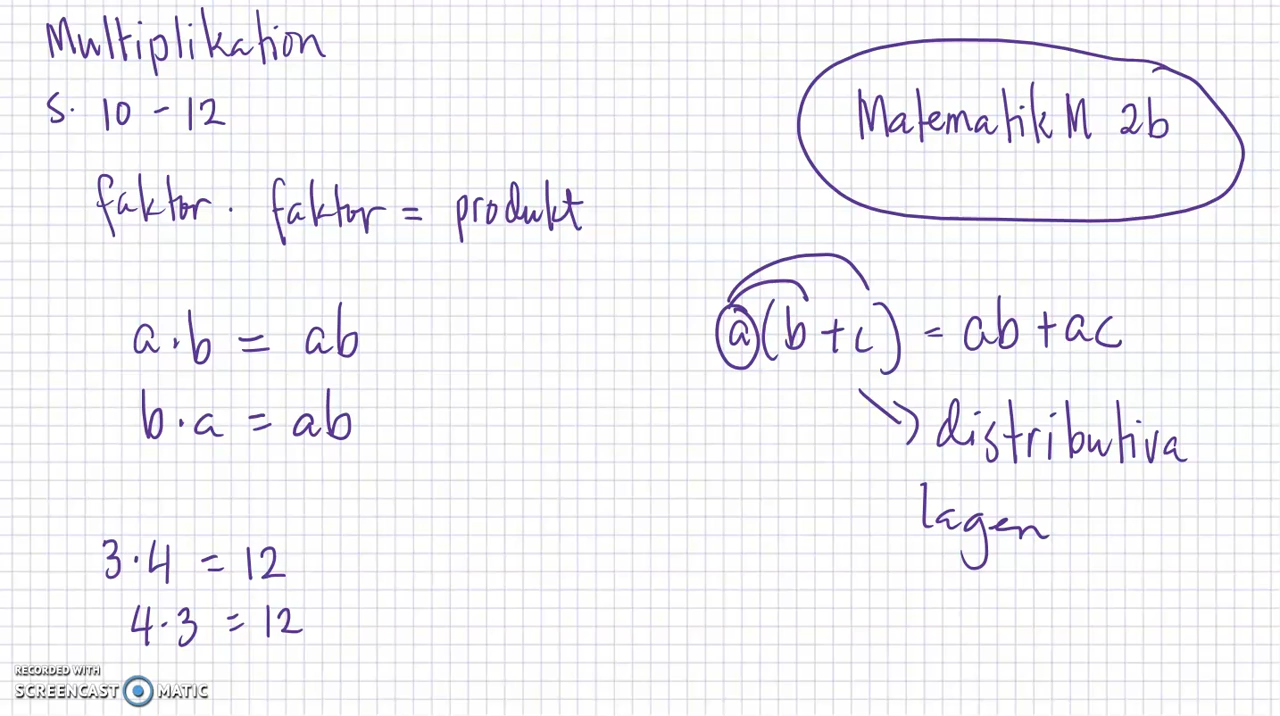 Multiplikation
s. 10 - 12
faktor · faktor = produkt
a · b = ab
b · a = ab
3 · 4 = 12
4 · 3 = 12
Matematik M 2b
a(b+c) = ab+ac
distributiva
lagen
RECORDED WITH
SCREENCAST MATIC